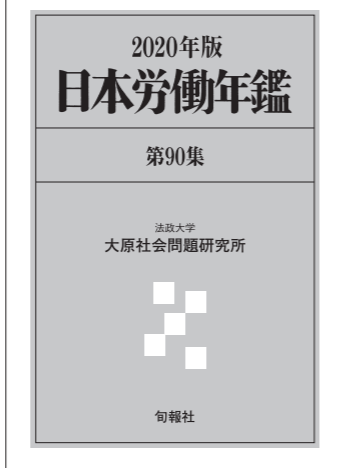 2020年版
日本労働年鑑
第90集
法政大学
大原社会問題研究所
旬報社